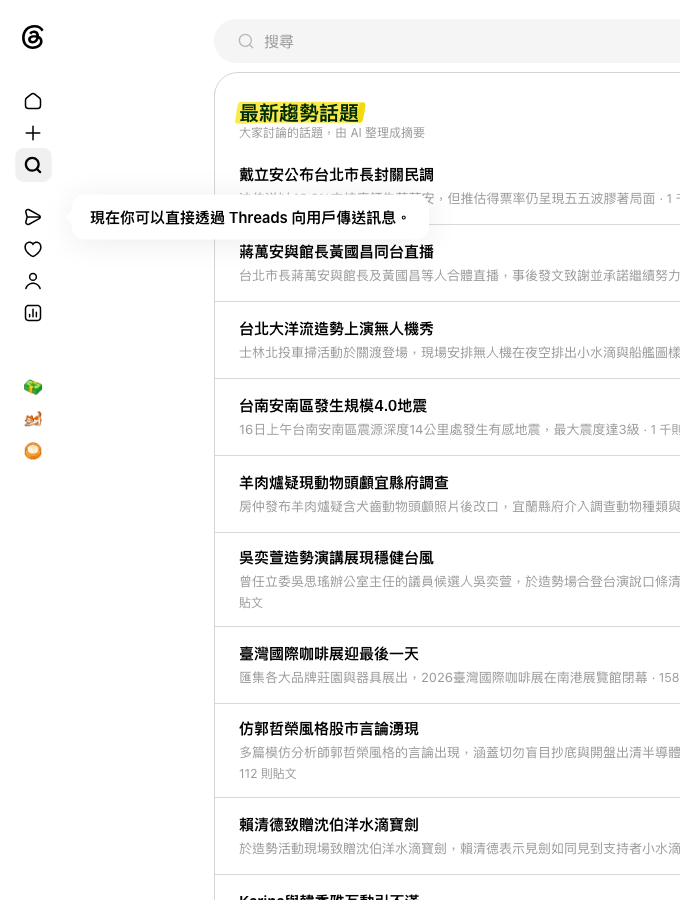 搜尋
最新趨勢話題
大家討論的話題，由 AI 整理成摘要
戴立安公布台北市長封關民調
安，但推估得票率仍呈現五五波膠著局面 · 1
現在你可以直接透過 Threads 向用戶傳送訊息。
蔣萬安與館長黃國昌同台直播
台北市長蔣萬安與館長及黃國昌等人合體直播，事後發文致謝並承諾繼續努力
台北大洋流造勢上演無人機秀
士林北投車掃活動於關渡登場，現場安排無人機在夜空排出小水滴與船艦圖樣
台南安南區發生規模4.0地震
16日上午台南安南區震源深度14公里處發生有感地震，最大震度達3級 · 1 千則
羊肉爐疑現動物頭顱宜縣府調查
房仲發布羊肉爐疑含犬齒動物頭顱照片後改口，宜蘭縣府介入調查動物種類與
吳奕萱造勢演講展現穩健台風
曾任立委吳思瑤辦公室主任的議員候選人吳奕萱，於造勢場合登台演說口條清
貼文
臺灣國際咖啡展迎最後一天
匯集各大品牌莊園與器具展出，2026臺灣國際咖啡展在南港展覽館閉幕 · 158
仿郭哲榮風格股市言論湧現
多篇模仿分析師郭哲榮風格的言論出現，涵蓋切勿盲目抄底與開盤出清半導體
112 則貼文
賴清德致贈沈伯洋水滴寶劍
於造勢活動現場致贈沈伯洋水滴寶劍，賴清德表示見劍如同見到支持者小水滴